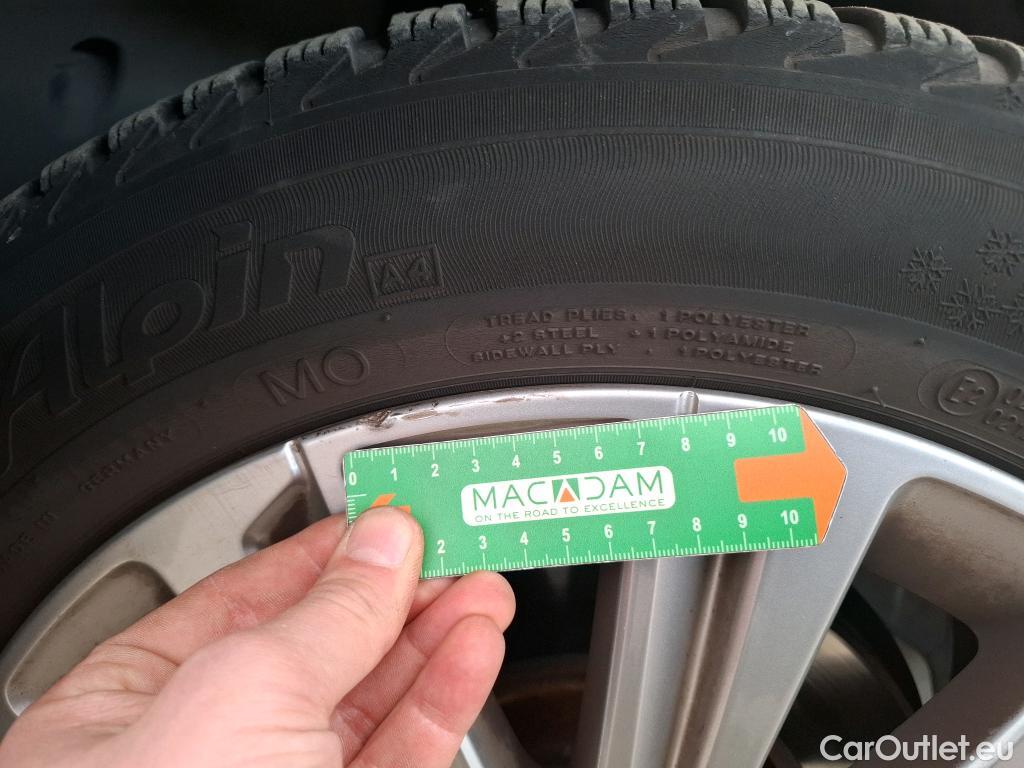 Alpin A4
MO
TREAD PLIES: 1 POLYESTER
+2 STEEL + 1 POLYAMIDE
SIDEWALL PLY : 1 POLYESTER
E2
GERMANY
0 1 2 3 4 5 6 7 8 9 10
MACADAM
ON THE ROAD TO EXCELLENCE
2 3 4 5 6 7 8 9 10
CarOutlet.eu